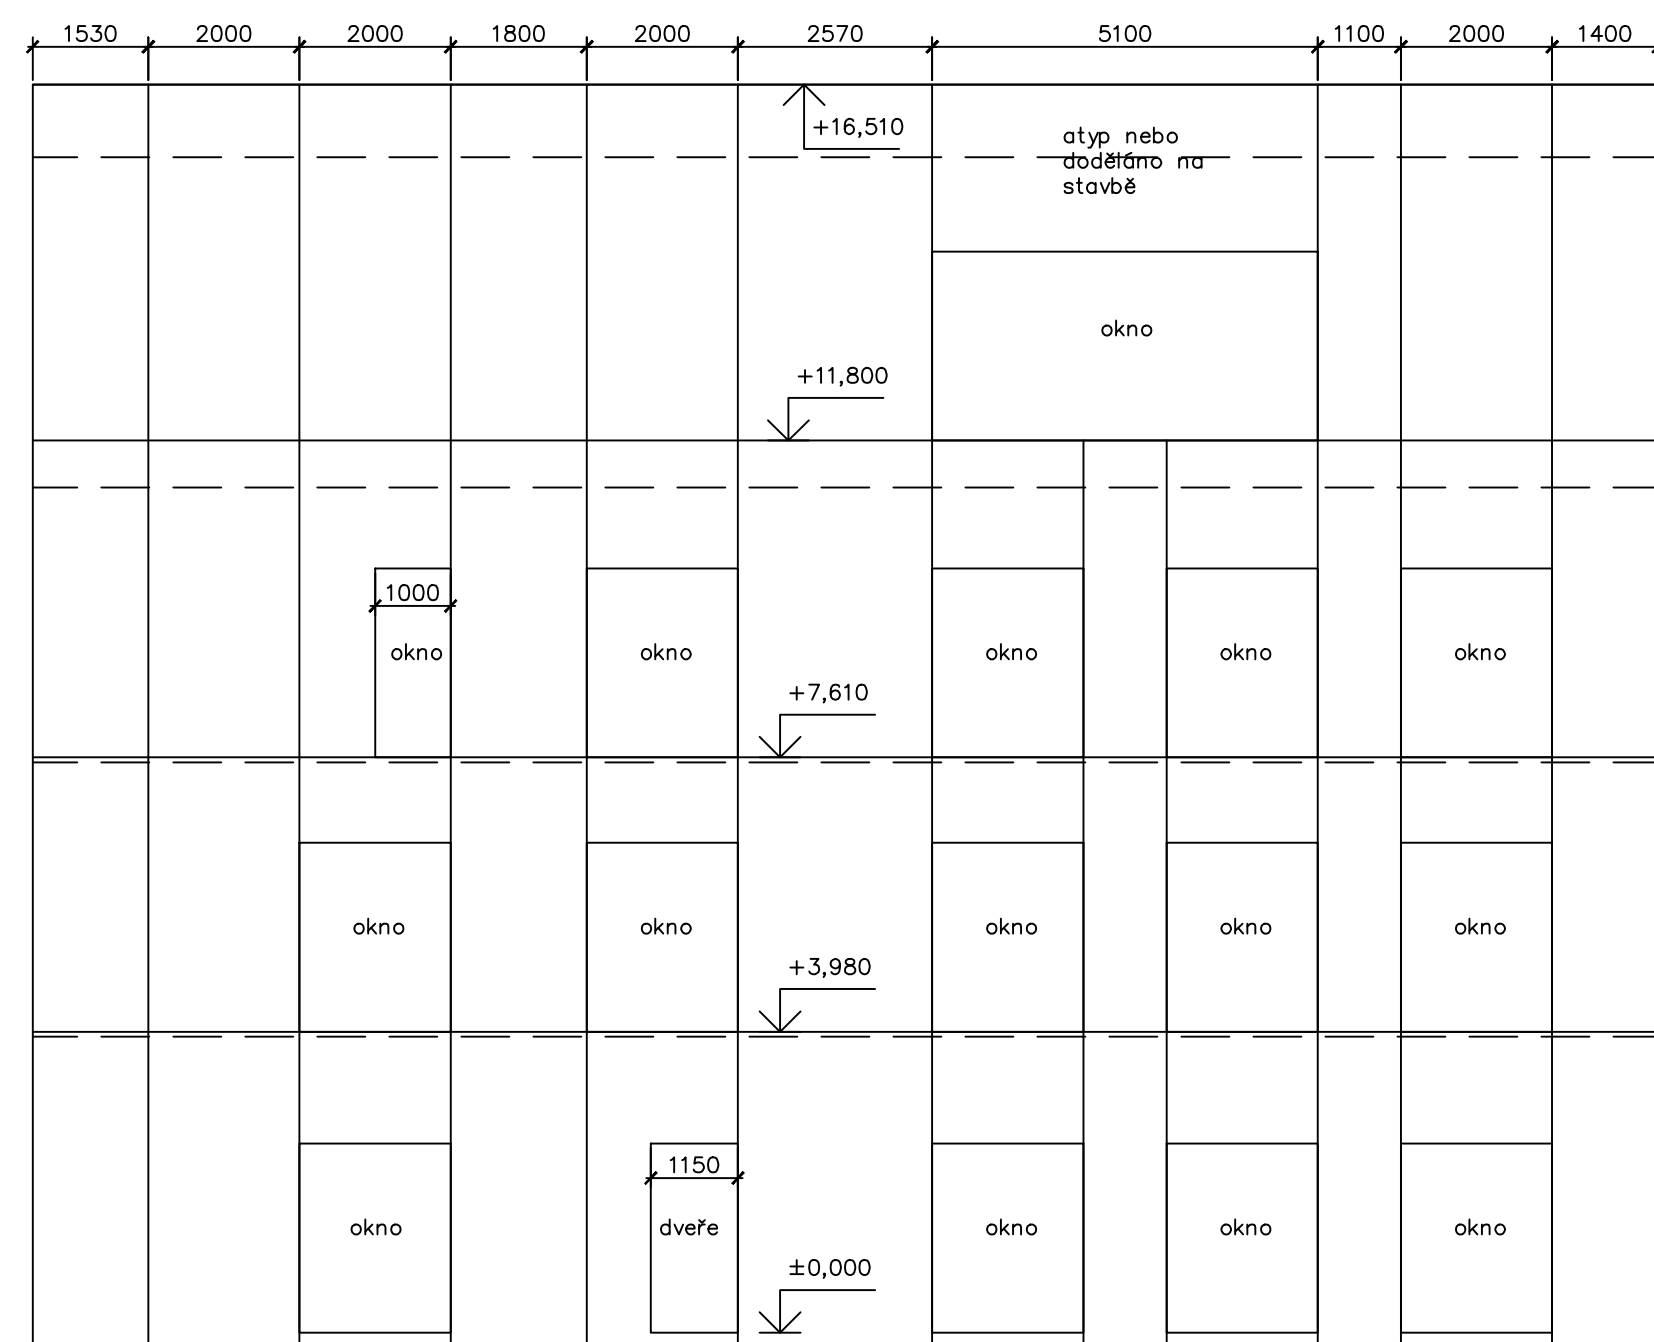 1530 2000 2000 1800 2000 2570 5100 1100 2000 1400
+16,510
atyp nebo
doděláno na
stavbě
okno
+11,800
1000
okno okno okno okno okno
+7,610
okno okno okno okno okno
+3,980
1150
okno dveře okno okno okno
±0,000